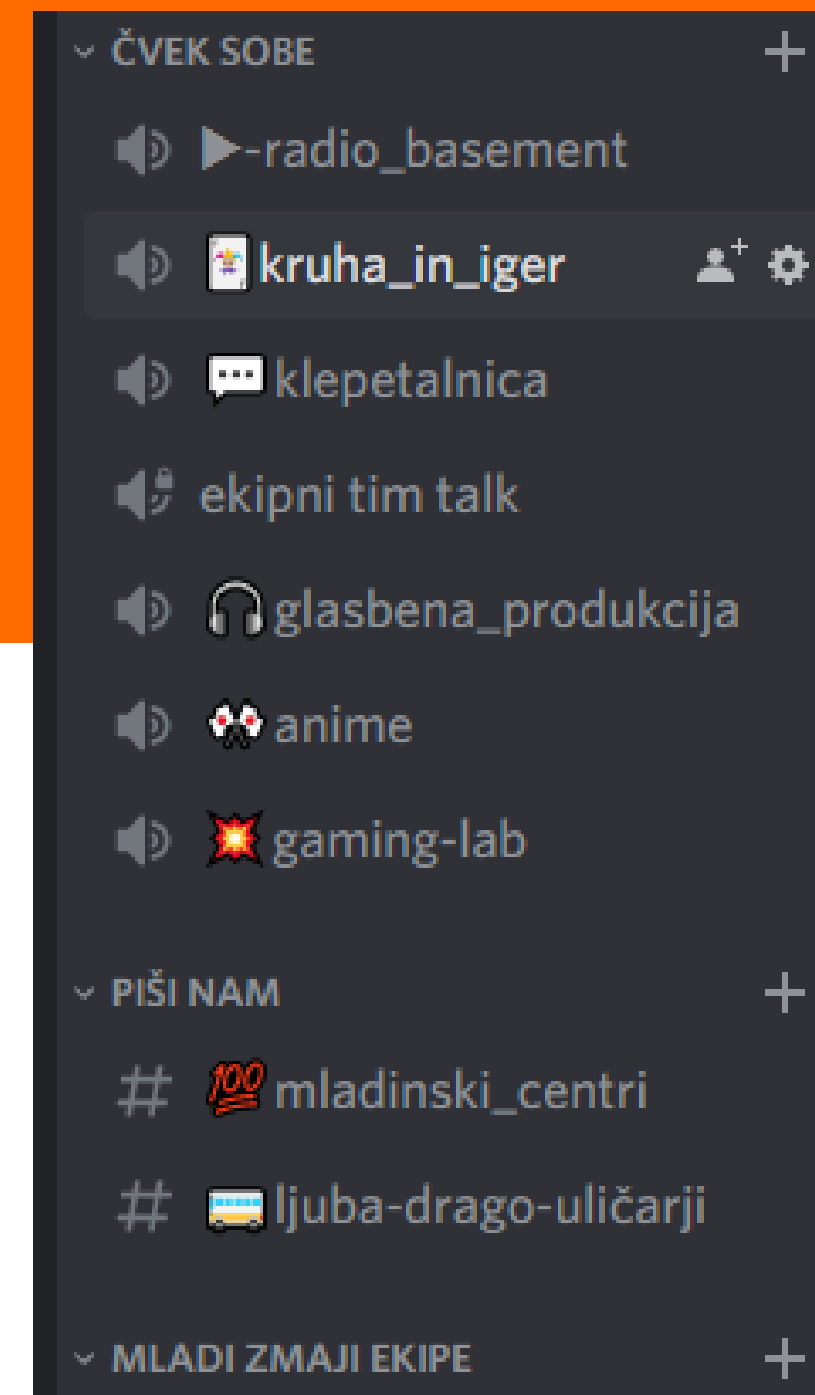 ČVEK SOBE
▶-radio_basement
🃏kruha_in_iger
💬klepetalnica
ekipni tim talk
🎧glasbena_produkcija
anime
💥gaming-lab
PIŠI NAM
💯mladinski_centri
🚌ljuba-drago-uličarji
MLADI ZMAJI EKIPE